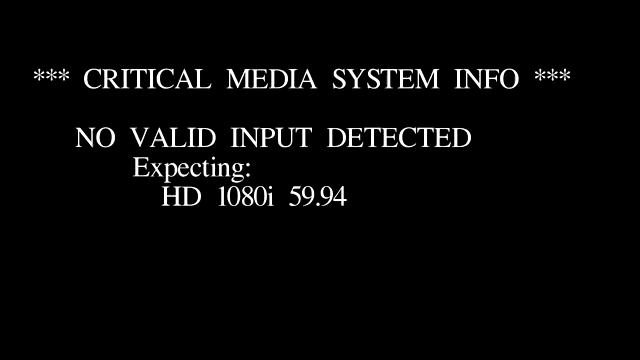 *** CRITICAL MEDIA SYSTEM INFO ***
NO VALID INPUT DETECTED
Expecting:
HD 1080i 59.94